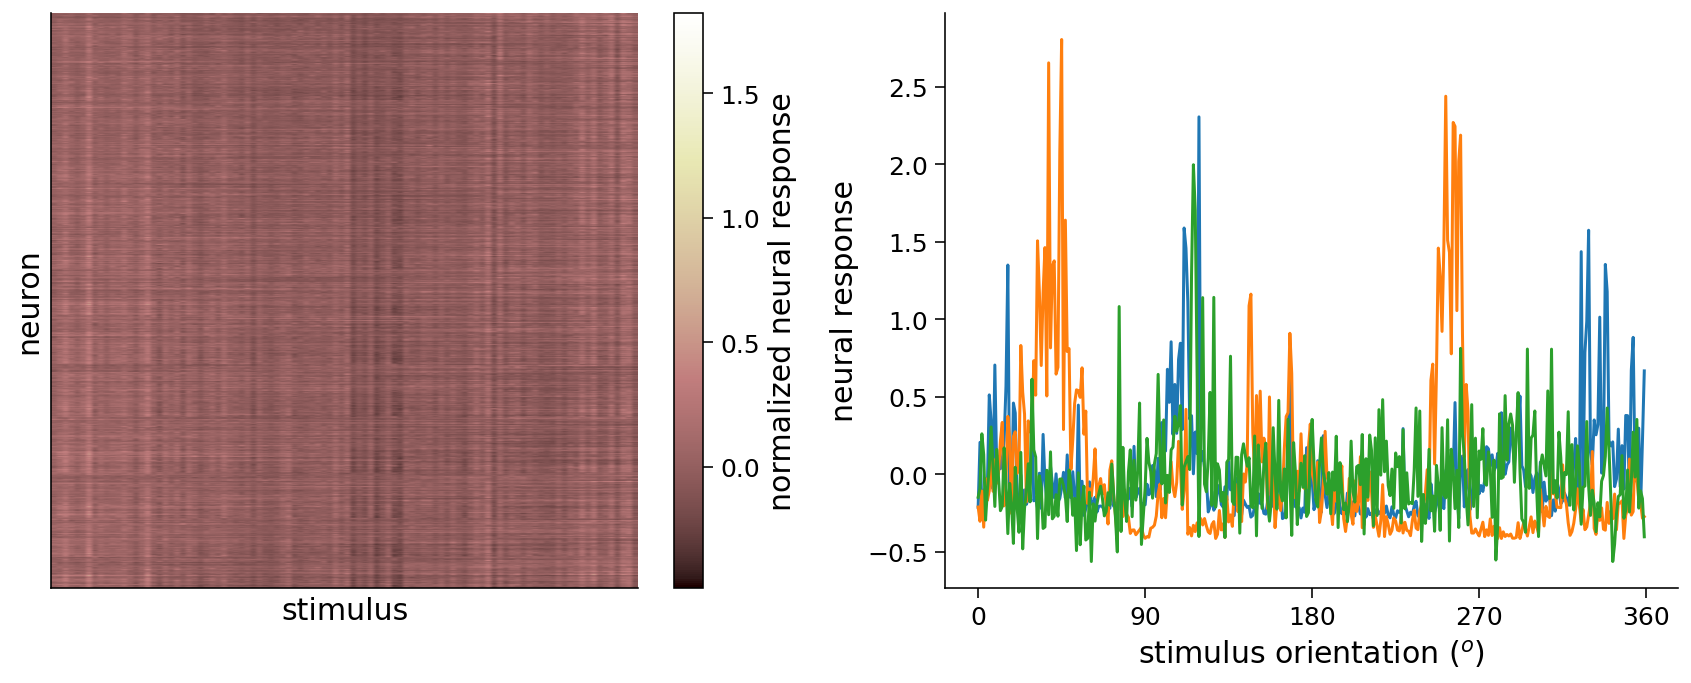 neuron
stimulus
1.5
1.0
0.5
0.0
normalized neural response
neural response
2.5
2.0
1.5
1.0
0.5
0.0
−0.5
0 90 180 270 360
stimulus orientation (o)